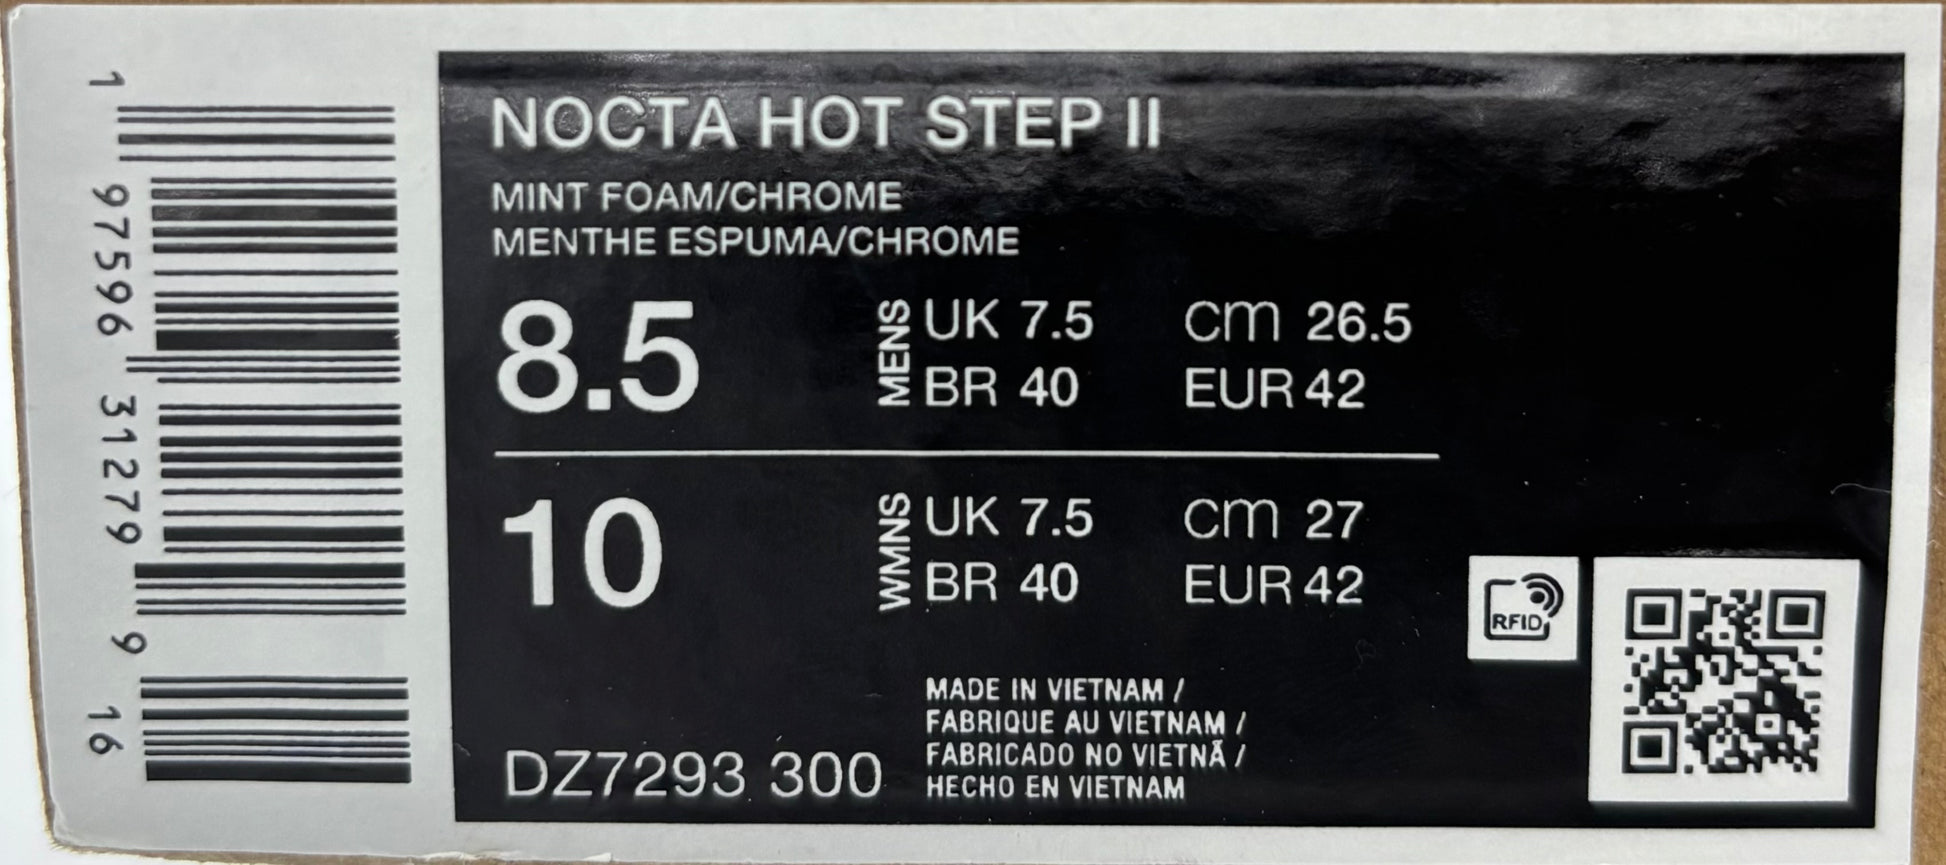 1 97596 31279 9 16
NOCTA HOT STEP II
MINT FOAM/CHROME
MENTHE ESPUMA/CHROME
8.5 MENS UK 7.5 CM 26.5
BR 40 EUR 42
10 WMNS UK 7.5 CM 27
BR 40 EUR 42
RFID
MADE IN VIETNAM /
FABRIQUE AU VIETNAM /
FABRICADO NO VIETNÃ /
HECHO EN VIETNAM
DZ7293 300